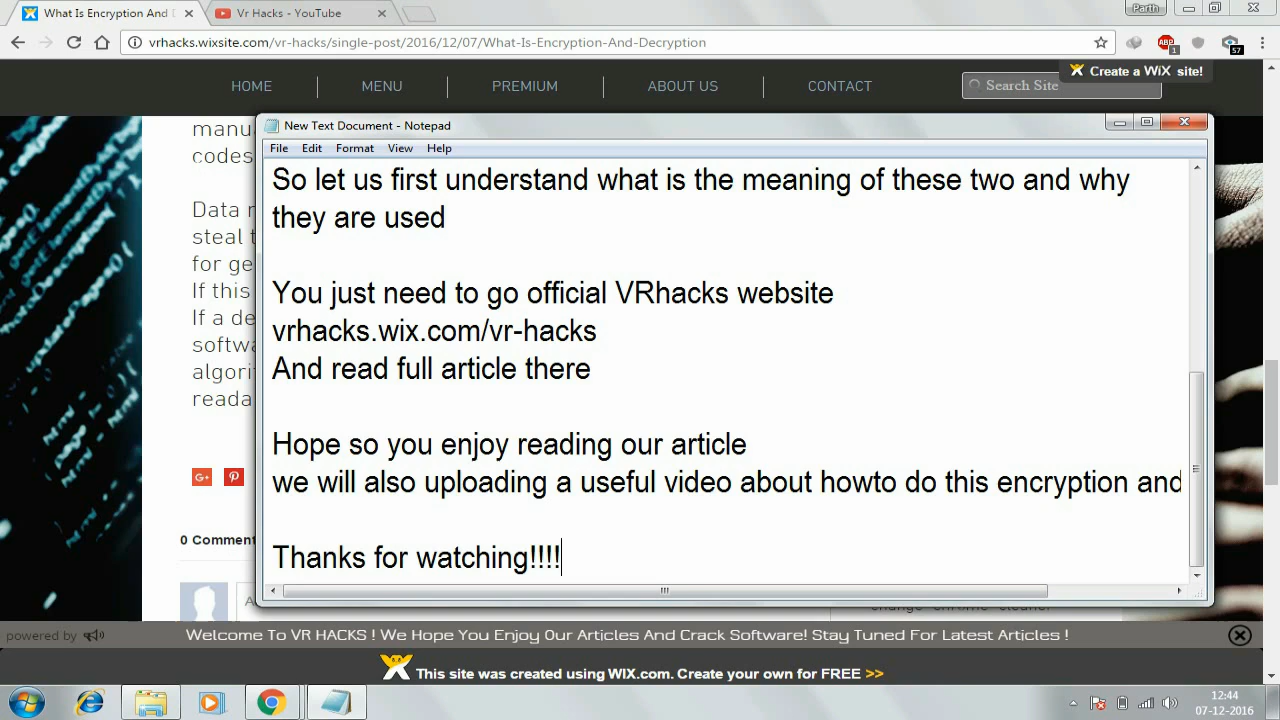 What Is Encryption And D
Vr Hacks - YouTube
Parth
vrhacks.wixsite.com/vr-hacks/single-post/2016/12/07/What-Is-Encryption-And-Decryption
1
57
HOME
MENU
PREMIUM
ABOUT US
CONTACT
Search Site
Create a WiX site!
manu
codes
Data
steal t
for ge
If this
If a de
softwa
algori
reada
G+
0 Comment
New Text Document - Notepad
File Edit Format View Help
So let us first understand what is the meaning of these two and why
they are used
You just need to go official VRhacks website
vrhacks.wix.com/vr-hacks
And read full article there
Hope so you enjoy reading our article
we will also uploading a useful video about howto do this encryption and
Thanks for watching!!!!
powered by
Welcome To VR HACKS ! We Hope You Enjoy Our Articles And Crack Software! Stay Tuned For Latest Articles !
This site was created using WIX.com. Create your own for FREE >>
12:44
07-12-2016